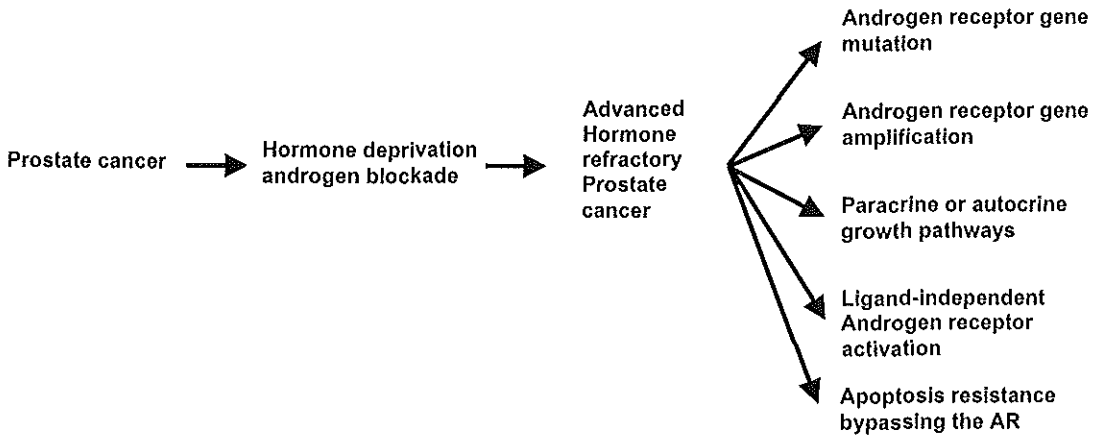 Prostate cancer
Hormone deprivation
androgen blockade
Advanced
Hormone
refractory
Prostate
cancer
Androgen receptor gene
mutation
Androgen receptor gene
amplification
Paracrine or autocrine
growth pathways
Ligand-independent
Androgen receptor
activation
Apoptosis resistance
bypassing the AR